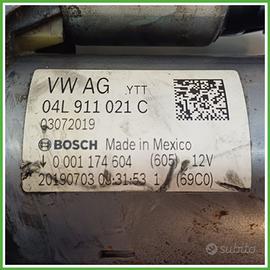 VW AG .YTT
04L 911 021 C
03072019
BOSCH Made in Mexico
0 001 174 604 (605) 12V
20190703 09:31:53 1 (69C0)
subito